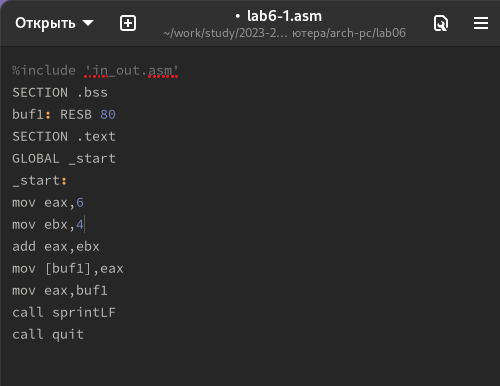 Открыть
• lab6-1.asm
~/work/study/2023-2... ютера/arch-pc/lab06
%include 'in_out.asm'
SECTION .bss
buf1: RESB 80
SECTION .text
GLOBAL _start
_start:
mov eax,6
mov ebx,4
add eax,ebx
mov [buf1],eax
mov eax,buf1
call sprintLF
call quit